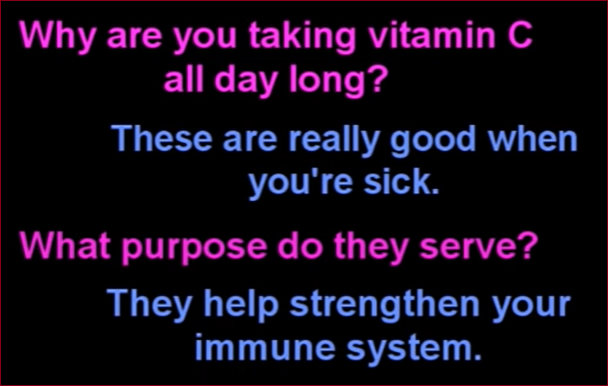 Why are you taking vitamin C
all day long?
These are really good when
you're sick.
What purpose do they serve?
They help strengthen your
immune system.